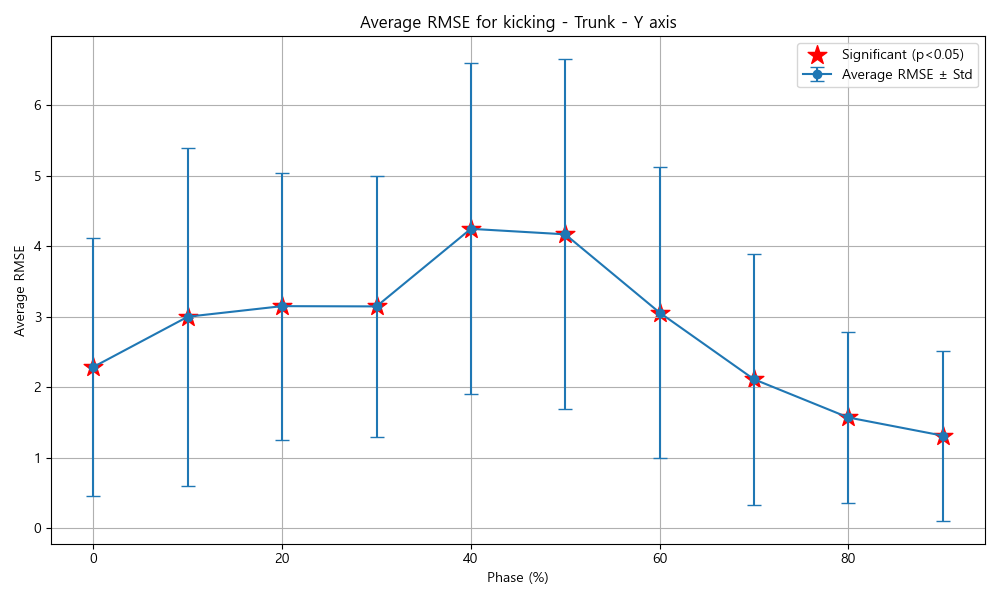 Average RMSE for kicking - Trunk - Y axis
Significant (p<0.05)
Average RMSE ± Std
Average RMSE
6
5
4
3
2
1
0
0
20
40
60
80
Phase (%)